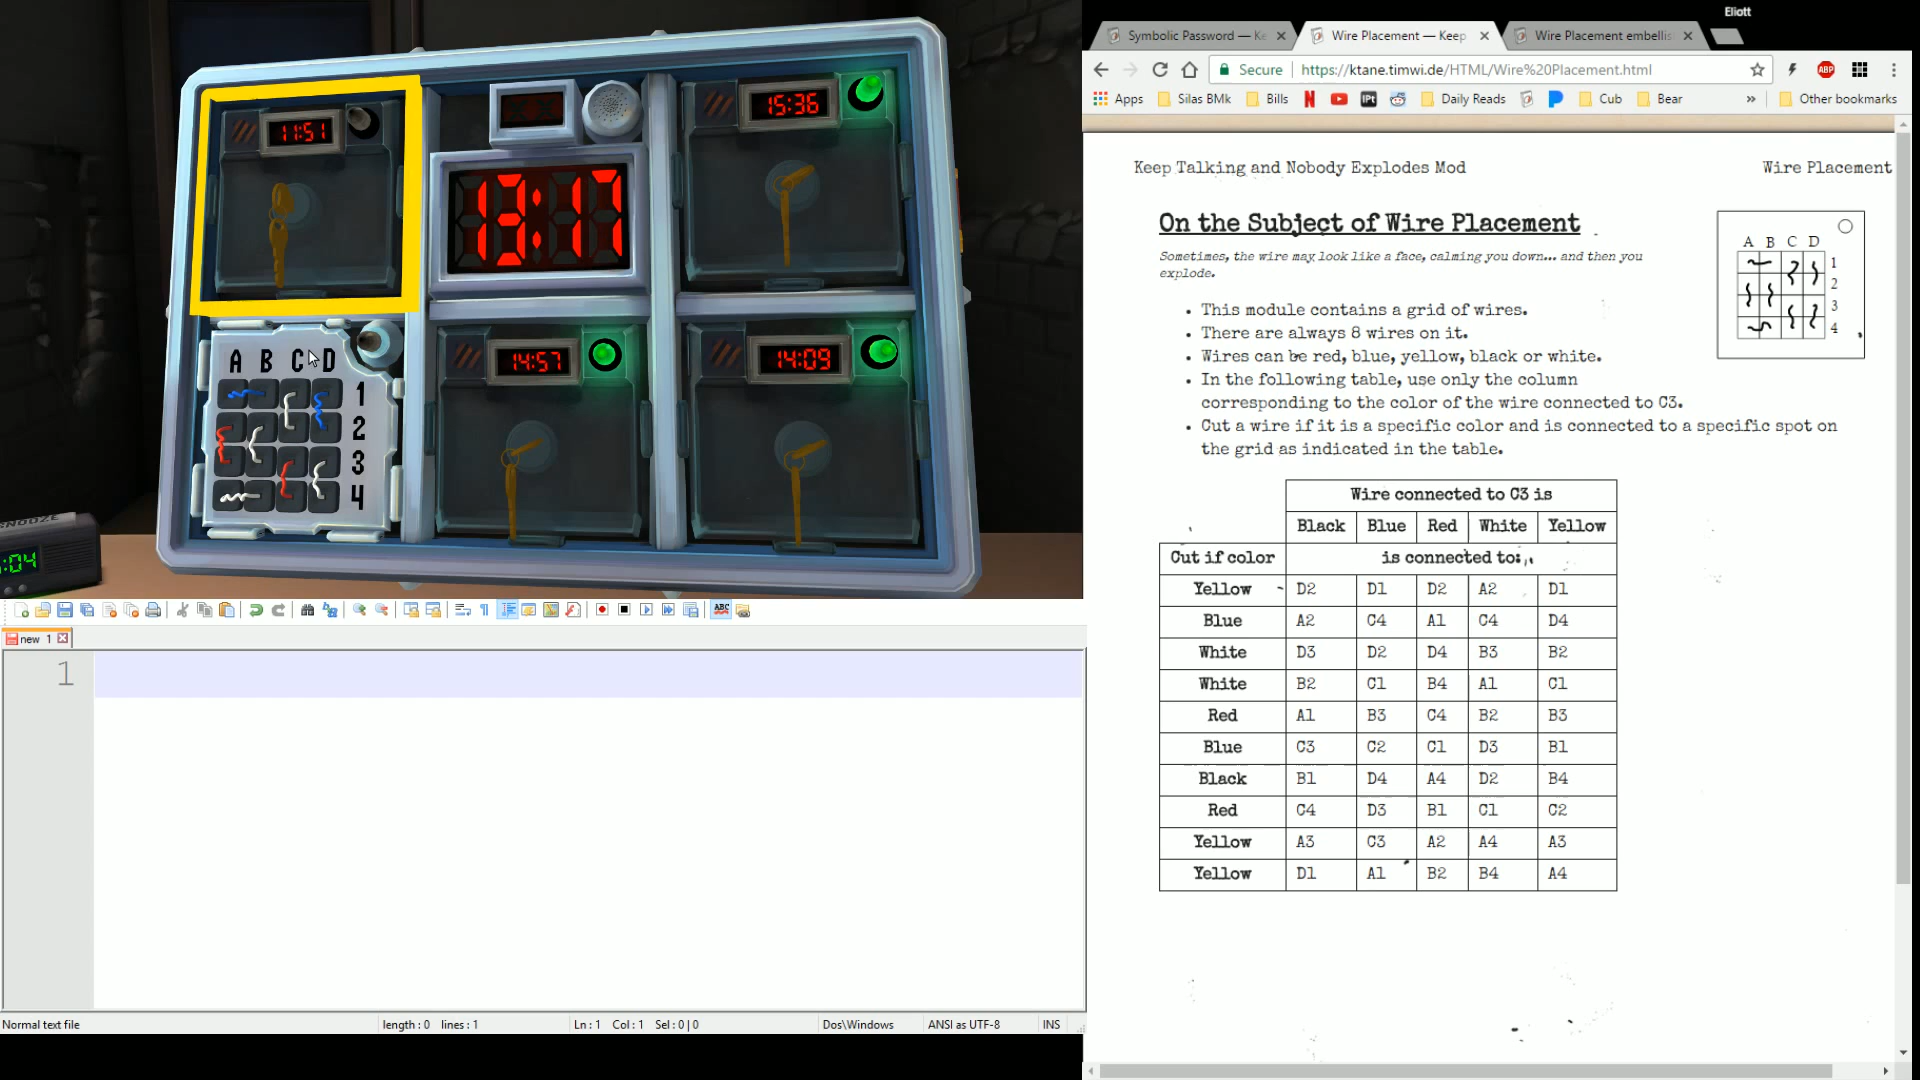 Eliott
Symbolic Password — Ke
Wire Placement — Keep
Wire Placement embellis
Secure
https://ktane.timwi.de/HTML/Wire%20Placement.html
ABP
Apps
Silas BMk
Bills
Daily Reads
Cub
Bear
»
Other bookmarks
Keep Talking and Nobody Explodes Mod
Wire Placement
On the Subject of Wire Placement
Sometimes, the wire may look like a face, calming you down... and then you
explode.
A B C D
1
2
3
4
• This module contains a grid of wires.
• There are always 8 wires on it.
• Wires can be red, blue, yellow, black or white.
• In the following table, use only the column
corresponding to the color of the wire connected to C3.
• Cut a wire if it is a specific color and is connected to a specific spot on
the grid as indicated in the table.
Wire connected to C3 is
Black Blue Red White Yellow
Cut if color is connected to:
Yellow D2 D1 D2 A2 D1
Blue A2 C4 A1 C4 D4
White D3 D2 D4 B3 B2
White B2 C1 B4 A1 C1
Red A1 B3 C4 B2 B3
Blue C3 C2 C1 D3 B1
Black B1 D4 A4 D2 B4
Red C4 D3 B1 C1 C2
Yellow A3 C3 A2 A4 A3
Yellow D1 A1 B2 B4 A4
11:51
13:17
15:36
14:57
14:09
A B C D
1
2
3
4
SNOOZE
:04
ABC
new 1
1
Normal text file
length : 0 lines : 1
Ln : 1 Col : 1 Sel : 0 | 0
Dos\Windows
ANSI as UTF-8
INS